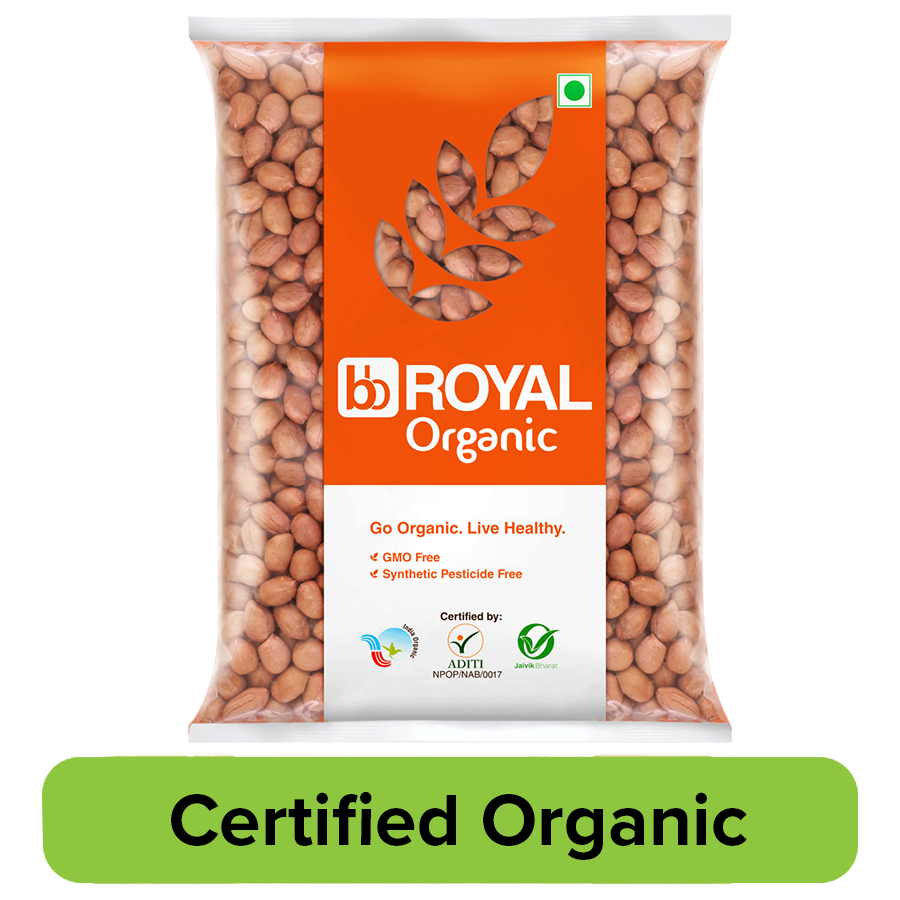 bb ROYAL
Organic
Go Organic. Live Healthy.
GMO Free
Synthetic Pesticide Free
Certified by:
India Organic
ADITI
NPOP/NAB/0017
Jaivik Bharat
Certified Organic